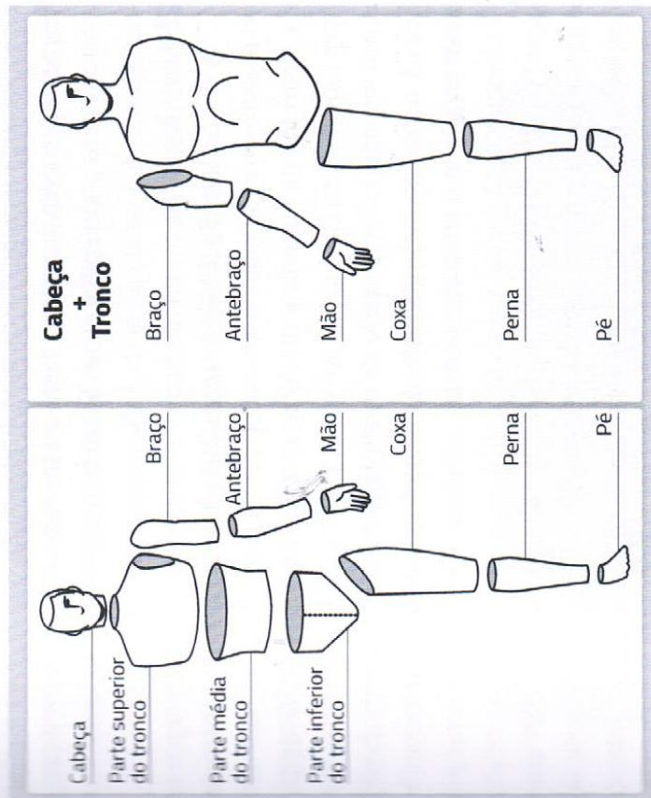 Cabeça
Parte superior
do tronco
Parte média
do tronco
Parte inferior
do tronco
Braço
Antebraço
Mão
Coxa
Perna
Pé
Cabeça
+
Tronco
Braço
Antebraço
Mão
Coxa
Perna
Pé